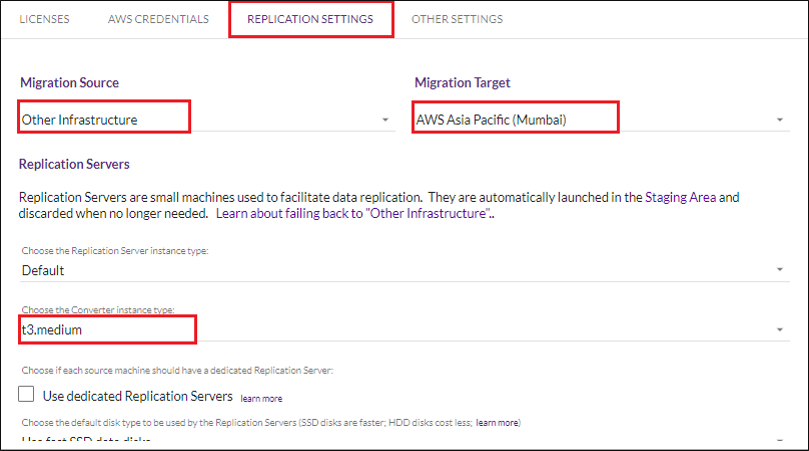 LICENSES AWS CREDENTIALS REPLICATION SETTINGS OTHER SETTINGS
Migration Source Migration Target
Other Infrastructure AWS Asia Pacific (Mumbai)
Replication Servers
Replication Servers are small machines used to facilitate data replication. They are automatically launched in the Staging Area and
discarded when no longer needed. Learn about failing back to "Other Infrastructure"..
Choose the Replication Server instance type:
Default
Choose the Converter instance type:
t3.medium
Choose if each source machine should have a dedicated Replication Server:
Use dedicated Replication Servers learn more
Choose the default disk type to be used by the Replication Servers (SSD disks are faster; HDD disks cost less; learn more)
Use fast SSD data disks